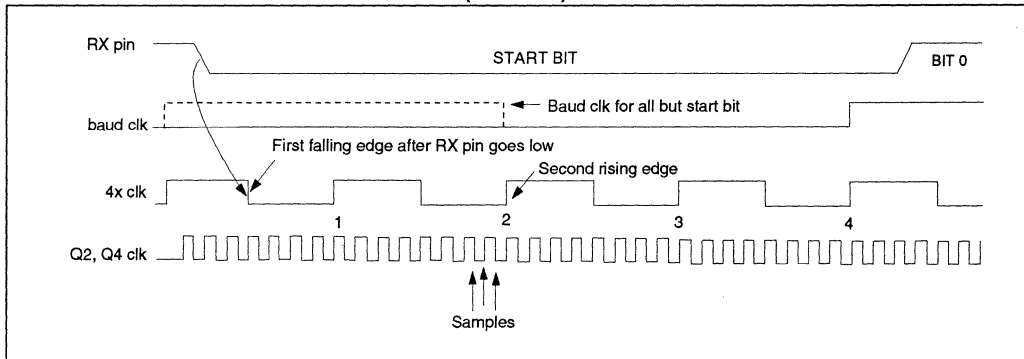 RX pin
START BIT
BIT 0
Baud clk for all but start bit
baud clk
First falling edge after RX pin goes low
Second rising edge
4x clk
1
2
3
4
Q2, Q4 clk
Samples